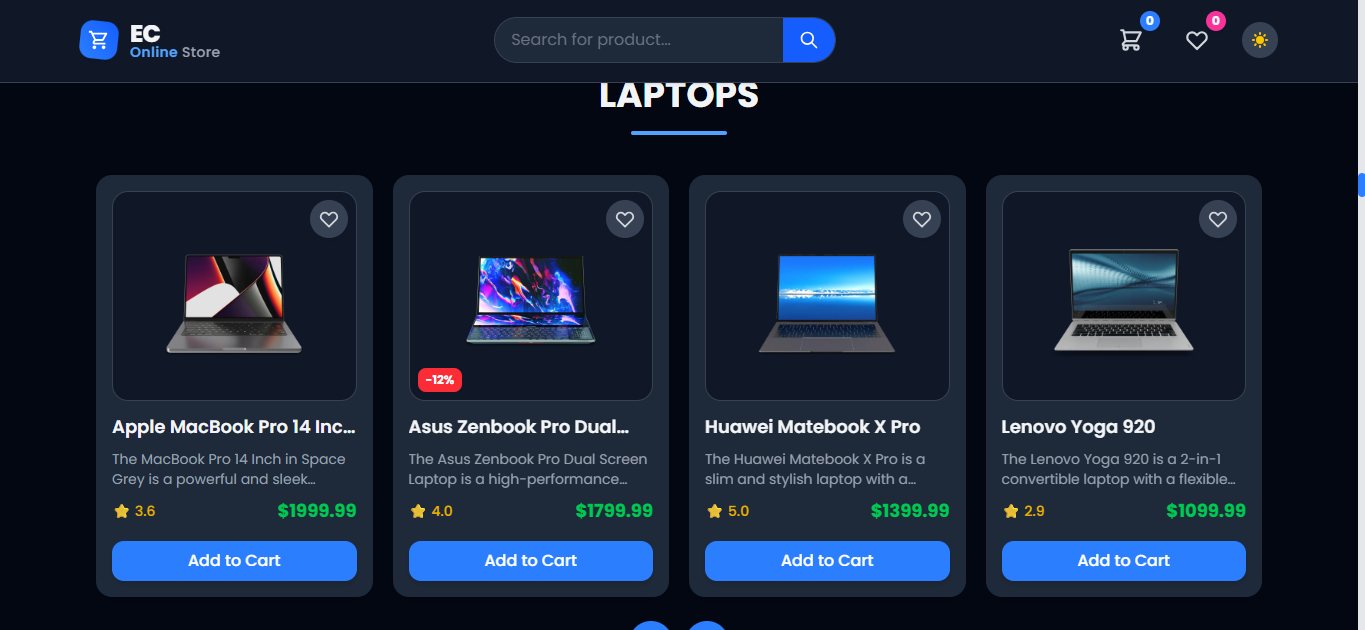 EC
Online Store
Search for product...
0
0
LAPTOPS
-12%
Apple MacBook Pro 14 Inc...
The MacBook Pro 14 Inch in Space
Grey is a powerful and sleek...
3.6
$1999.99
Add to Cart
Asus Zenbook Pro Dual...
The Asus Zenbook Pro Dual Screen
Laptop is a high-performance...
4.0
$1799.99
Add to Cart
Huawei Matebook X Pro
The Huawei Matebook X Pro is a
slim and stylish laptop with a...
5.0
$1399.99
Add to Cart
Lenovo Yoga 920
The Lenovo Yoga 920 is a 2-in-1
convertible laptop with a flexible...
2.9
$1099.99
Add to Cart